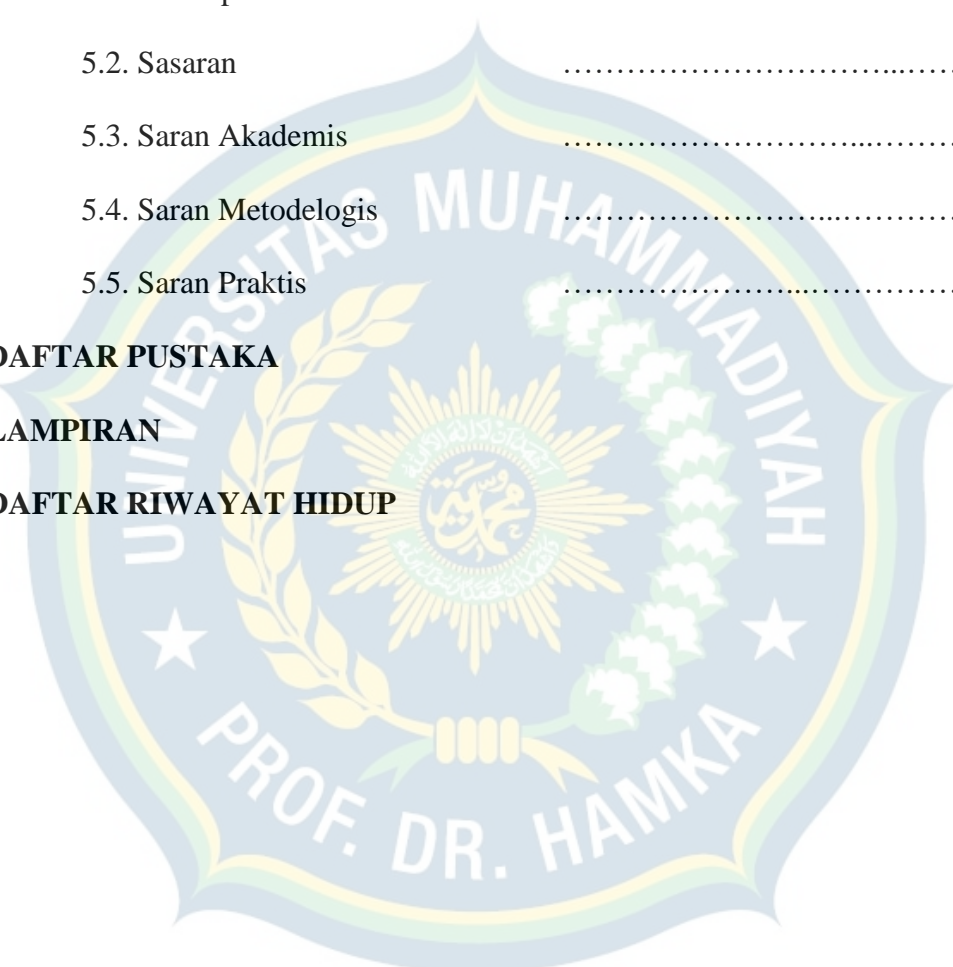 5.2. Sasaran …………………………...……
5.3. Saran Akademis ………………………...………
5.4. Saran Metodelogis ……………………...…………
5.5. Saran Praktis …………………...……………
DAFTAR PUSTAKA
LAMPIRAN
DAFTAR RIWAYAT HIDUP
UNIVERSITAS MUHAMMADIYAH
PROF. DR. HAMKA